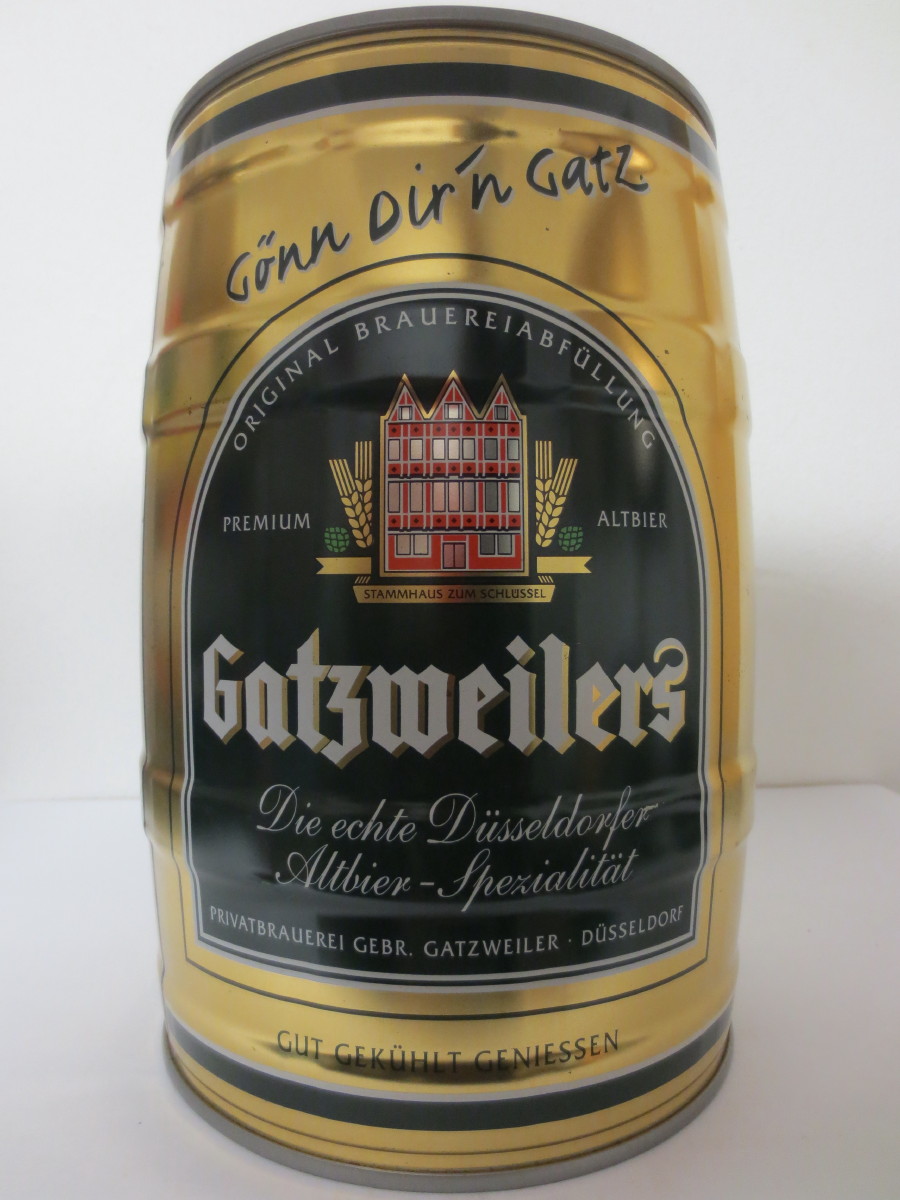 Gönn Dir'n Gatz
ORIGINAL BRAUEREIABFÜLLUNG
PREMIUM
ALTBIER
STAMMHAUS ZUM SCHLÜSSEL
Gatzweilers
Die echte Düsseldorfer
Altbier-Spezialität
PRIVATBRAUEREI GEBR. GATZWEILER · DÜSSELDORF
GUT GEKÜHLT GENIESSEN